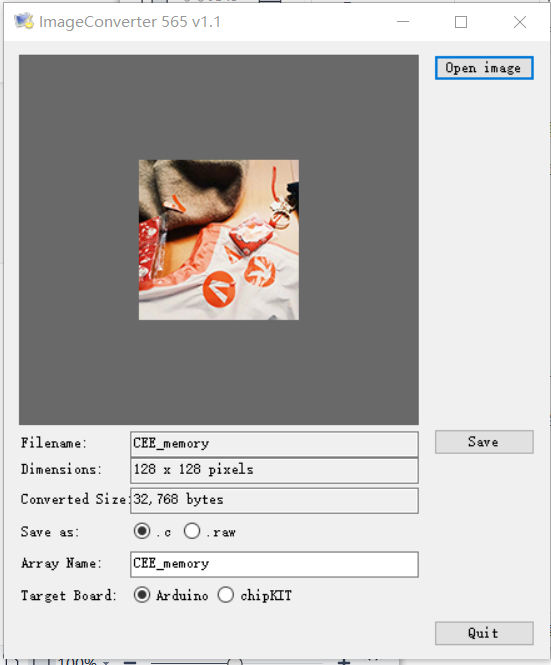 ImageConverter 565 v1.1
Open image
Filename: CEE_memory
Save
Dimensions: 128 x 128 pixels
Converted Size: 32,768 bytes
Save as: .c .raw
Array Name: CEE_memory
Target Board: Arduino chipKIT
Quit
100%